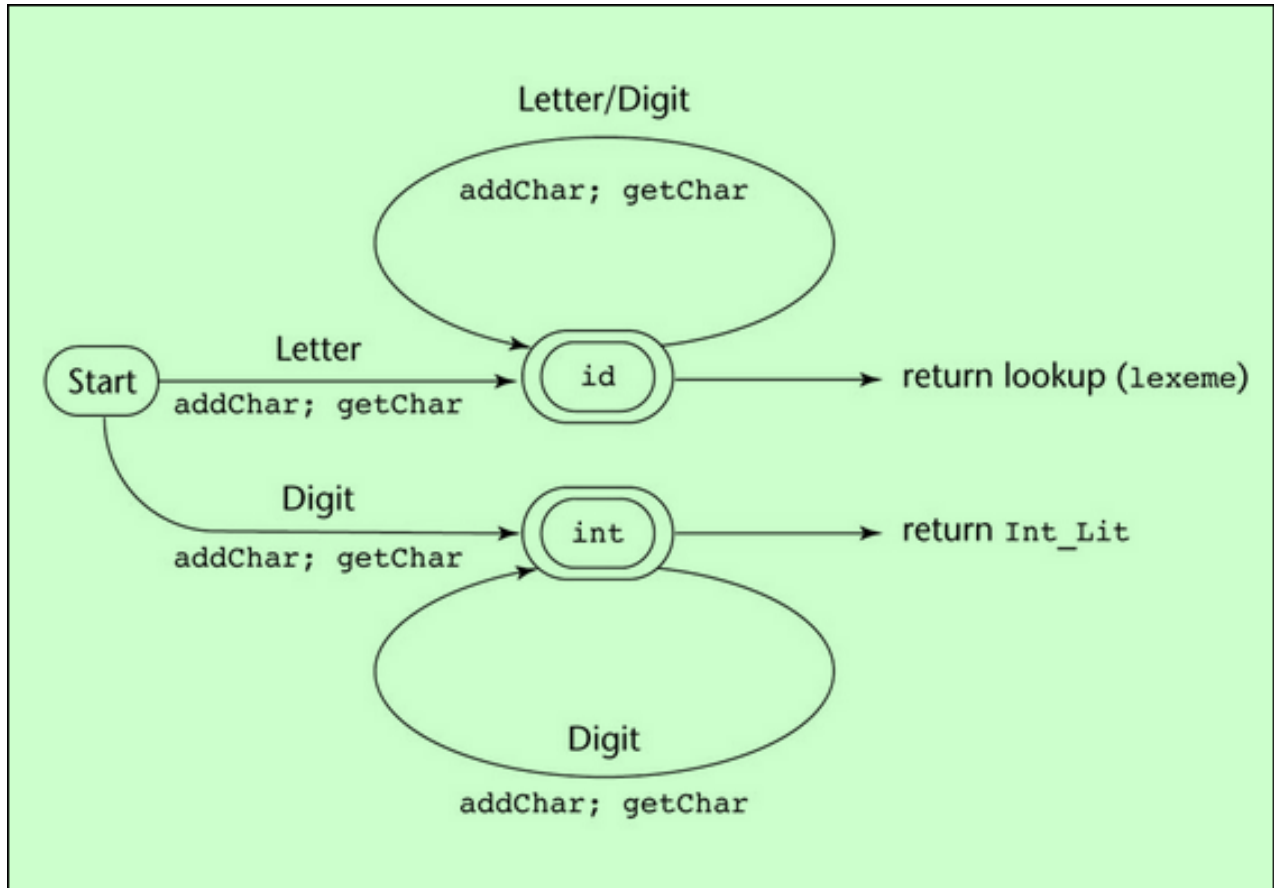 Letter/Digit
addChar; getChar
Letter
Start
id
return lookup (lexeme)
addChar; getChar
Digit
int
return Int_Lit
addChar; getChar
Digit
addChar; getChar